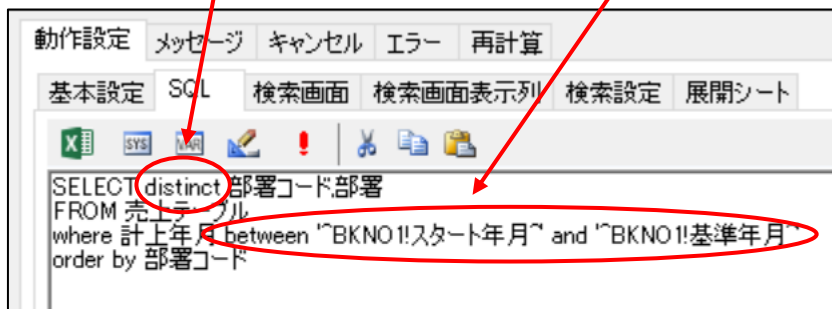 動作設定 メッセージ キャンセル エラー 再計算
基本設定 SQL 検索画面 検索画面表示列 検索設定 展開シート
SYS VAR
SELECT distinct 部署コード,部署
FROM 売上テーブル
where 計上年月 between '^BKNO1!スタート年月^' and '^BKNO1!基準年月^'
order by 部署コード